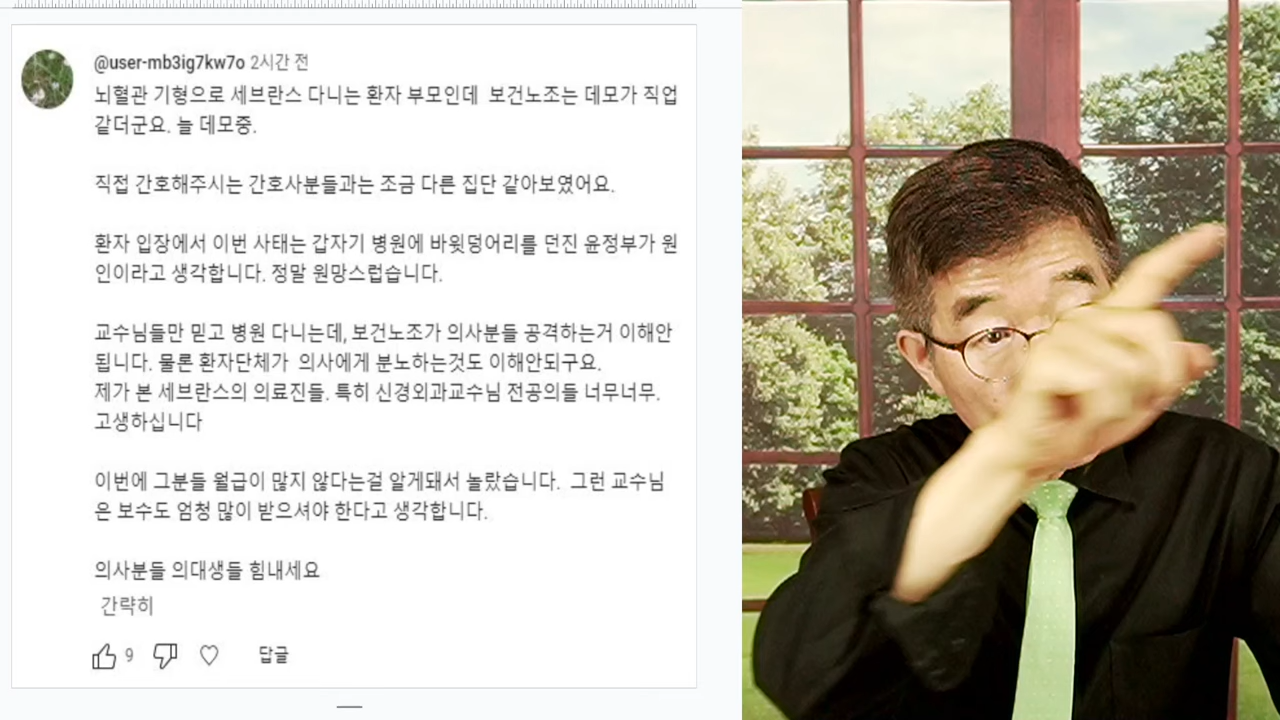 @user-mb3ig7kw7o 2시간 전
뇌혈관 기형으로 세브란스 다니는 환자 부모인데 보건노조는 데모가 직업
같더군요. 늘 데모중.
직접 간호해주시는 간호사분들과는 조금 다른 집단 같아보였어요.
환자 입장에서 이번 사태는 갑자기 병원에 바윗덩어리를 던진 윤정부가 원
인이라고 생각합니다. 정말 원망스럽습니다.
교수님들만 믿고 병원 다니는데, 보건노조가 의사분들 공격하는거 이해안
됩니다. 물론 환자단체가 의사에게 분노하는것도 이해안되구요.
제가 본 세브란스의 의료진들. 특히 신경외과교수님 전공의들 너무너무.
고생하십니다
이번에 그분들 월급이 많지 않다는걸 알게돼서 놀랐습니다. 그런 교수님
은 보수도 엄청 많이 받으셔야 한다고 생각합니다.
의사분들 의대생들 힘내세요
간략히
9 답글